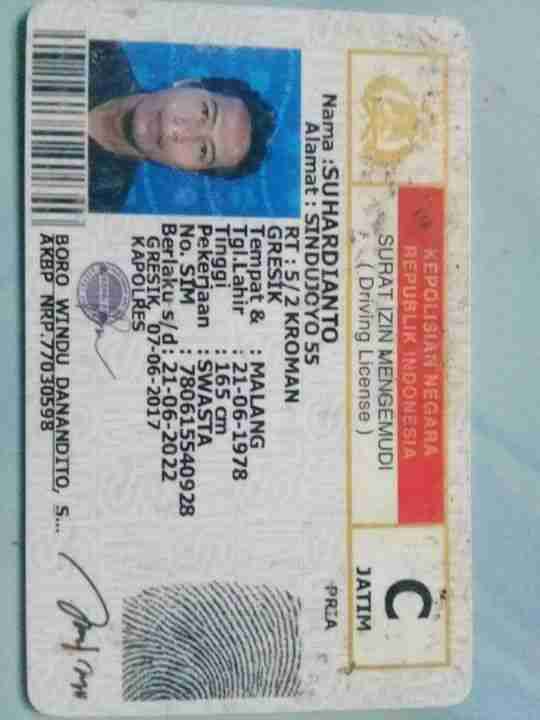 KEPOLISIAN NEGARA
REPUBLIK INDONESIA
SURAT IZIN MENGEMUDI
( Driving License )
C
JATIM
Nama :SUHARDIANTO
Alamat : SINDUJOYO 55
RT : 5/2 KROMAN
GRESIK
PRIA
Tempat & : MALANG
Tgl.Lahir : 21-06-1978
Tinggi : 165 cm
Pekerjaan : SWASTA
No. SIM : 780615540928
Berlaku s/d : 21-06-2022
GRESIK, 07-06-2017
KAPOLRES
BORO WINDU DANANDITO, S...
AKBP NRP.77030598